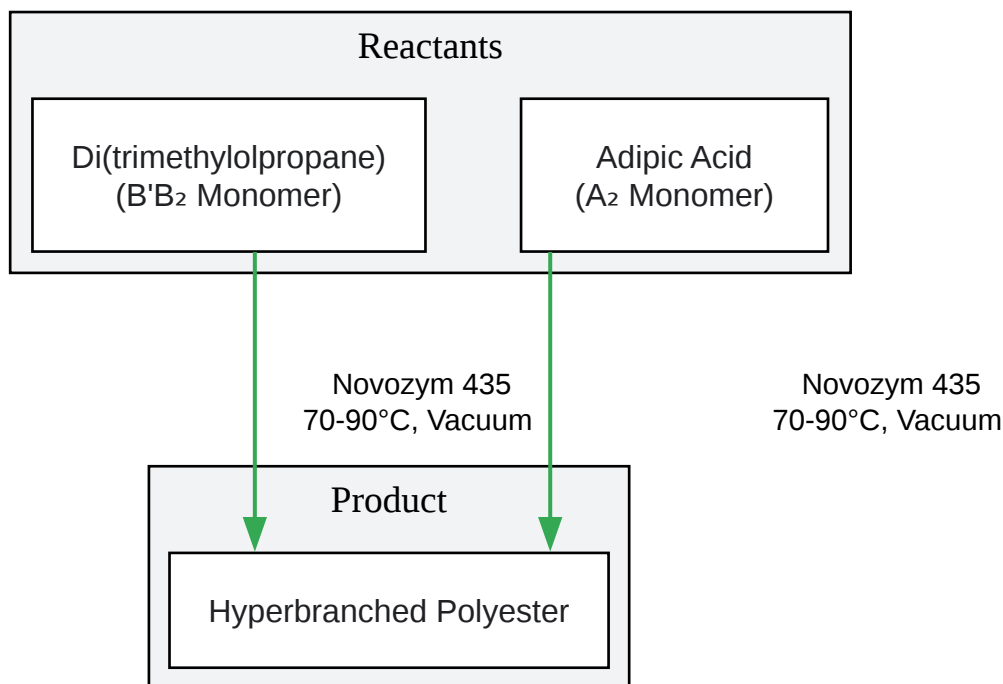 Reactants
Di(trimethylolpropane)
(B'B₂ Monomer)
Adipic Acid
(A₂ Monomer)
Novozym 435
70-90°C, Vacuum
Novozym 435
70-90°C, Vacuum
Product
Hyperbranched Polyester